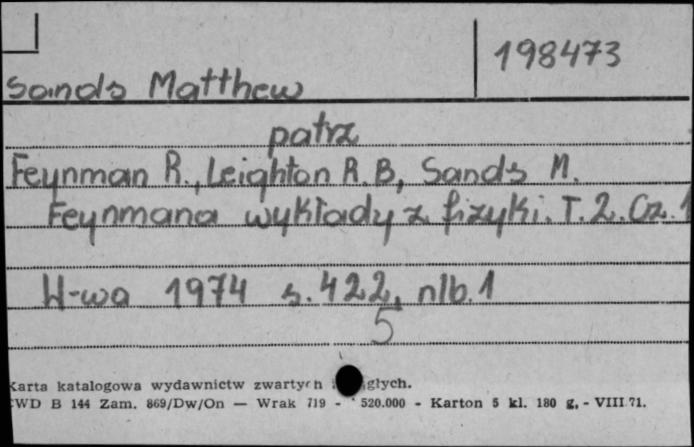 198473
Sands Matthew
patrz
Feynman R., Leighton R.B., Sands M.
Feynmana wykłady z fizyki. T. 2. Cz. 1
W-wa 1974 s. 422, nlb. 1
5
Karta katalogowa wydawnictw zwartych głych.
WD B 144 Zam. 869/Dw/On — Wrak 719 - 520.000 - Karton 5 kl. 180 g. - VIII.71.